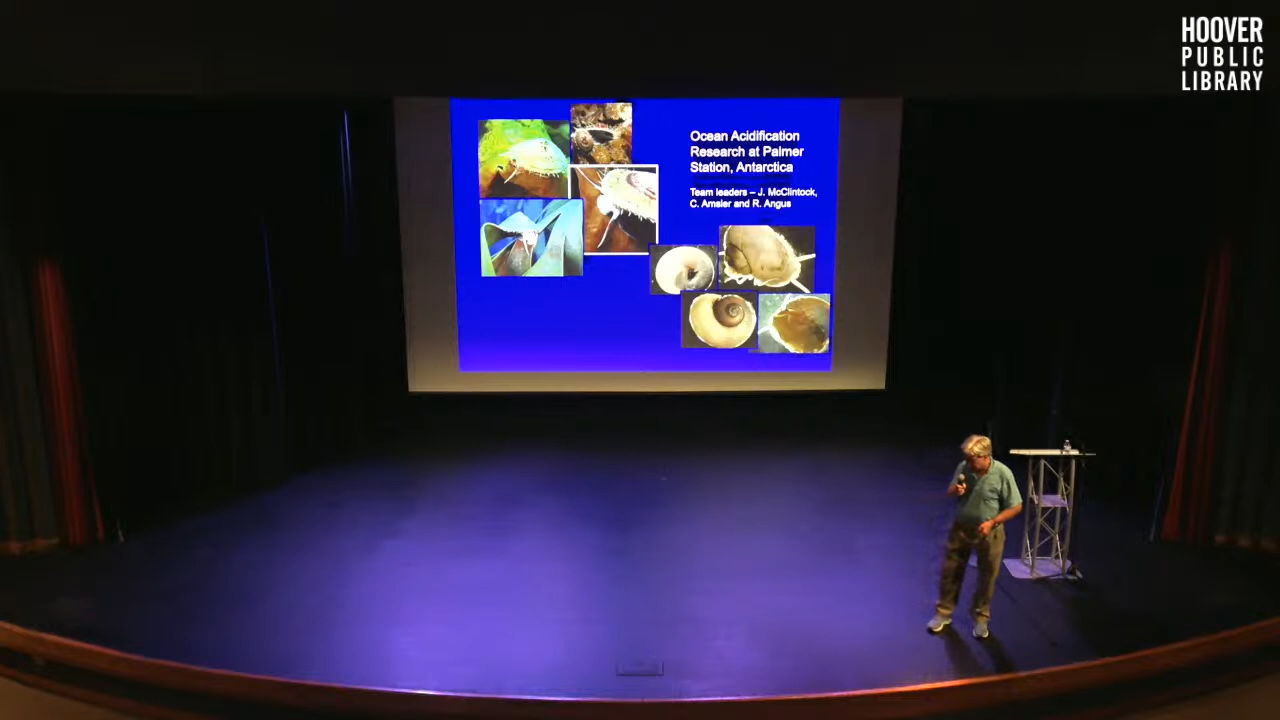 HOOVER
PUBLIC
LIBRARY
Ocean Acidification
Research at Palmer
Station, Antarctica
Team leaders – J. McClintock,
C. Amsler and R. Angus